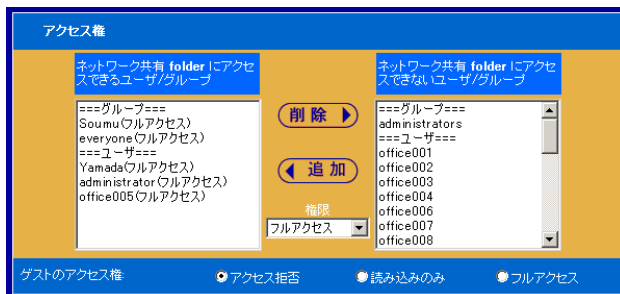 アクセス権
ネットワーク共有 folder にアクセ
スできるユーザ/グループ
===グループ===
Soumu(フルアクセス)
everyone(フルアクセス)
===ユーザ===
Yamada(フルアクセス)
administrator(フルアクセス)
office005(フルアクセス)
削除
追加
権限
フルアクセス
ネットワーク共有 folder にアクセ
スできないユーザ/グループ
===グループ===
administrators
===ユーザ===
office001
office002
office003
office004
office006
office007
office008
ゲストのアクセス権:
アクセス拒否
読み込みのみ
フルアクセス